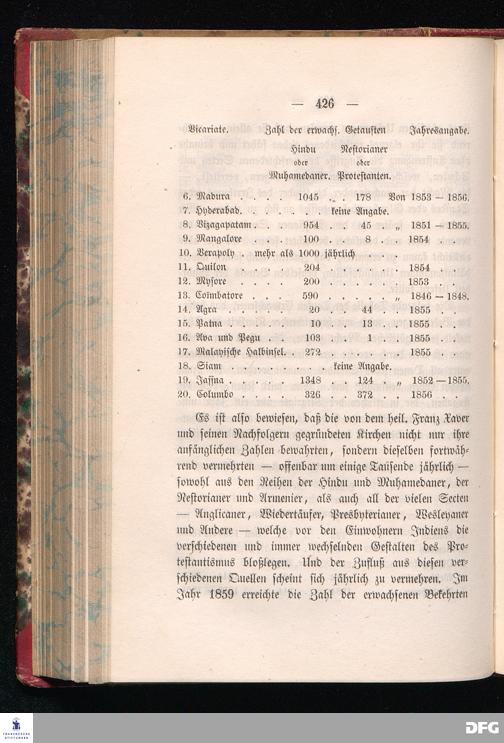 — 426 —
Vicariate. Zahl der erwachs. Getauften Jahresangabe.
Hindu Nestorianer
oder oder
Muhamedaner. Protestanten.
6. Madura . . . . 1045 . . . 178 Von 1853 — 1856.
7. Hyderabad. . . . . . . keine Angabe.
8. Vizagapatam . . . 954 . . 45 . „ 1851 — 1855.
9. Mangalore . . . 100 . . 8 . . 1854 . .
10. Verapoly . mehr als 1000 jährlich
11. Quilon . . . . 204 . . . . . . 1854 . .
12. Mysore . . . . 200 . . . . . . 1853 . .
13. Coimbatore . . . 590 . . . . . „ 1846 — 1848.
14. Agra . . . . . 20 . . 44 . . 1855 . .
15. Patna . . . . 10 . . 13 . . 1855 . .
16. Ava und Pegu . . 103 . . 1 . . 1855 . .
17. Malayische Halbinsel. . 272 . . . . . . 1855 . .
18. Siam . . . . . . . . keine Angabe.
19. Jaffna . . . . . 1348 . . 124 . „ 1852 — 1855.
20. Columbo . . . . 326 . . 372 . . 1856 . .
Es ist also bewiesen, daß die von dem heil. Franz Xaver
und seinen Nachfolgern gegründeten Kirchen nicht nur ihre
anfänglichen Zahlen bewahrten, sondern dieselben fortwäh-
rend vermehrten — offenbar um einige Tausende jährlich —
sowohl aus den Reihen der Hindu und Muhamedaner, der
Nestorianer und Armenier, als auch all der vielen Secten
— Anglicaner, Wiedertäufer, Presbyterianer, Wesleyaner
und Andere — welche vor den Einwohnern Indiens die
verschiedenen und immer wechselnden Gestalten des Pro-
testantismus bloßlegen. Und der Zufluß aus diesen ver-
schiedenen Quellen scheint sich jährlich zu vermehren. Im
Jahr 1859 erreichte die Zahl der erwachsenen Bekehrten
FRANCKESCHE
STIFTUNGEN
DFG